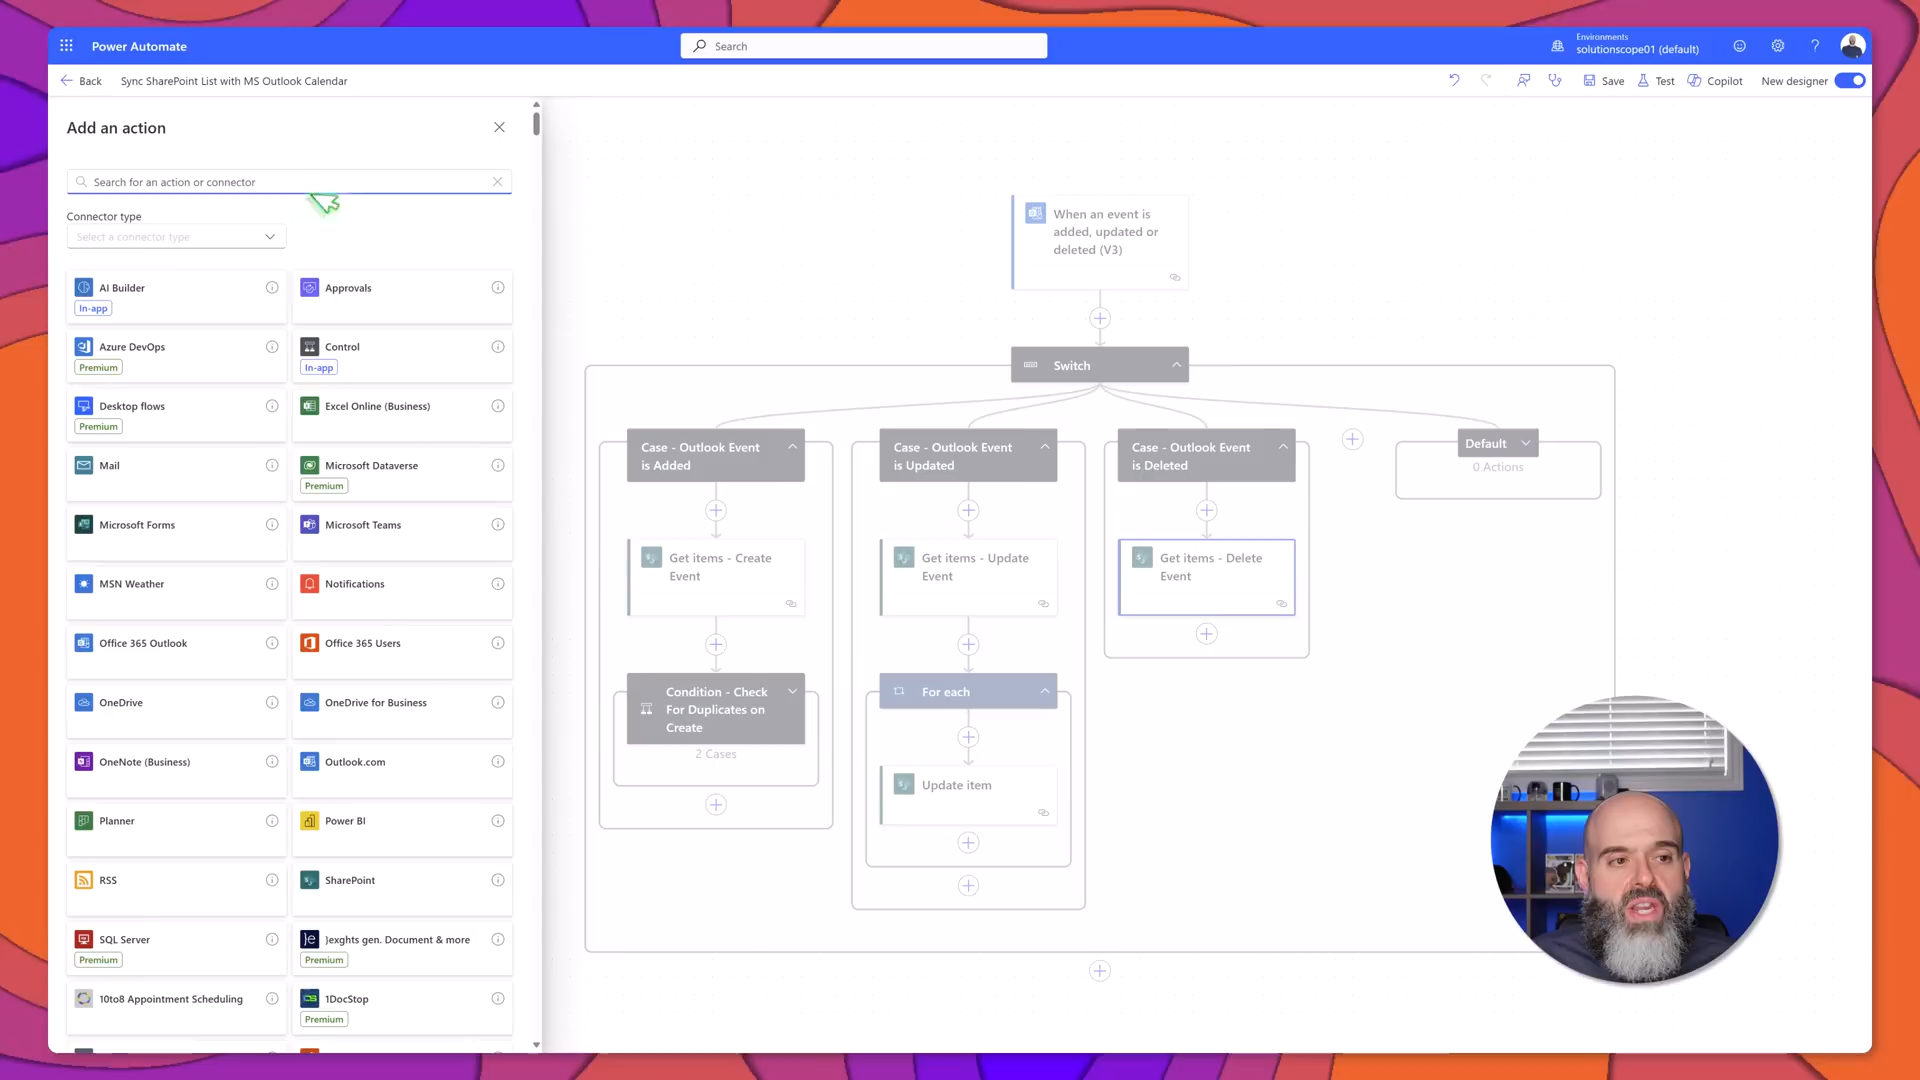 Power Automate
Search
Environments
solutionscope01 (default)
Back
Sync SharePoint List with MS Outlook Calendar
Save
Test
Copilot
New designer
Add an action
Search for an action or connector
Connector type
Select a connector type
AI Builder
In-app
Approvals
Azure DevOps
Premium
Control
In-app
Desktop flows
Premium
Excel Online (Business)
Mail
Microsoft Dataverse
Premium
Microsoft Forms
Microsoft Teams
MSN Weather
Notifications
Office 365 Outlook
Office 365 Users
OneDrive
OneDrive for Business
OneNote (Business)
Outlook.com
Planner
Power BI
RSS
SharePoint
SQL Server
Premium
}exghts gen. Document & more
Premium
10to8 Appointment Scheduling
1DocStop
Premium
When an event is
added, updated or
deleted (V3)
Switch
Case - Outlook Event
is Added
Get items - Create
Event
Condition - Check
For Duplicates on
Create
2 Cases
Case - Outlook Event
is Updated
Get items - Update
Event
For each
Update item
Case - Outlook Event
is Deleted
Get items - Delete
Event
Default
0 Actions